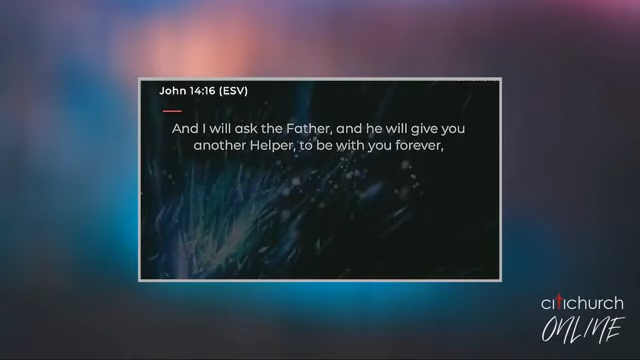 John 14:16 (ESV)
And I will ask the Father, and he will give you
another Helper, to be with you forever,
citichurch
ONLINE